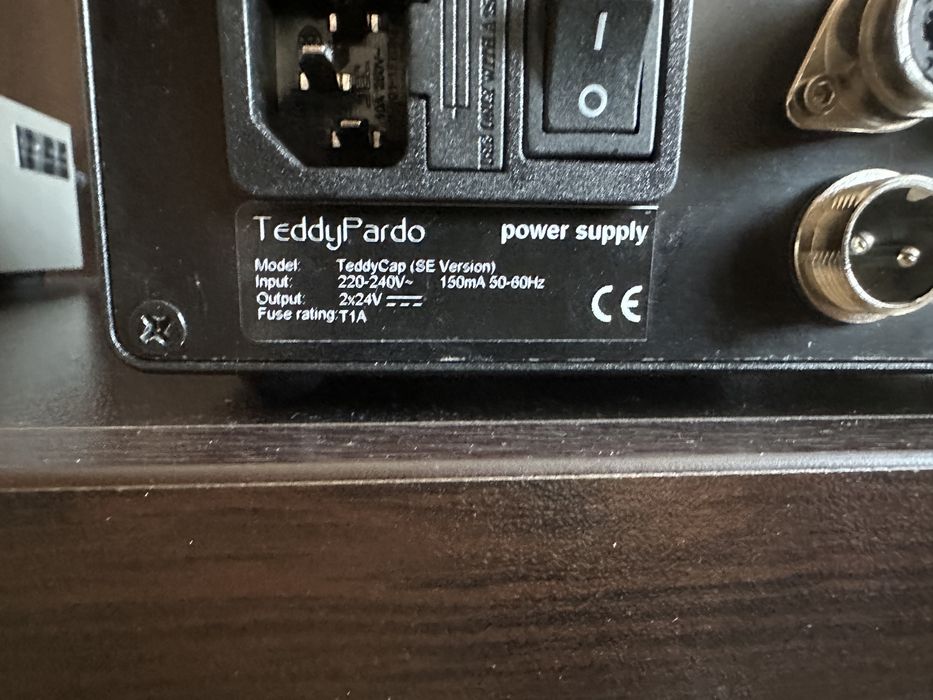 I
O
TeddyPardo power supply
Model: TeddyCap (SE Version)
Input: 220-240V~ 150mA 50-60Hz
Output: 2x24V
Fuse rating: T1A
CE